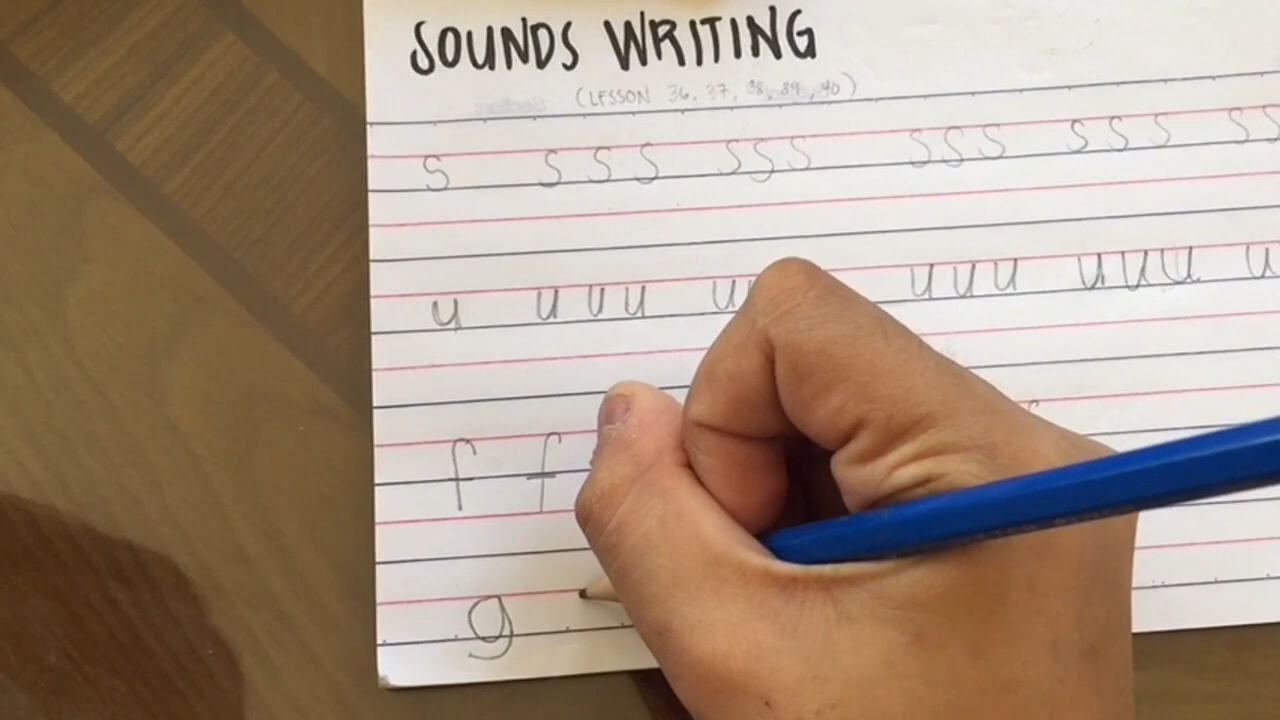 SOUNDS WRITING
(LESSON 36, 37, 38, 39, 40)
s s s s s s s s s s s s s s s
u u u u u u u u u u u u
f f
g